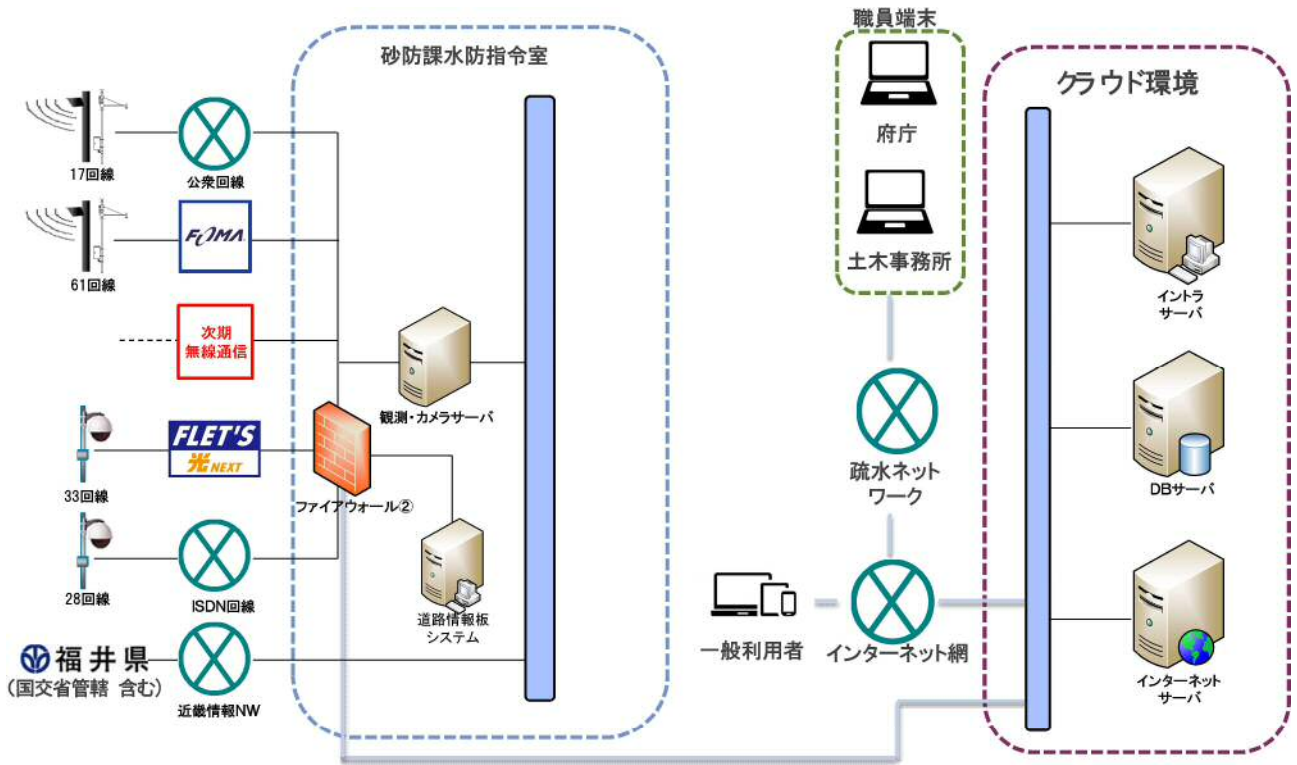 砂防課水防指令室
17回線
公衆回線
FOMA
61回線
次期
無線通信
観測・カメラサーバ
FLET'S
光NEXT
33回線
ファイアウォール②
28回線
ISDN回線
道路情報板
システム
福井県
(国交省管轄 含む)
近畿情報NW
職員端末
府庁
土木事務所
疏水ネット
ワーク
一般利用者
インターネット網
クラウド環境
イントラ
サーバ
DBサーバ
インターネット
サーバ